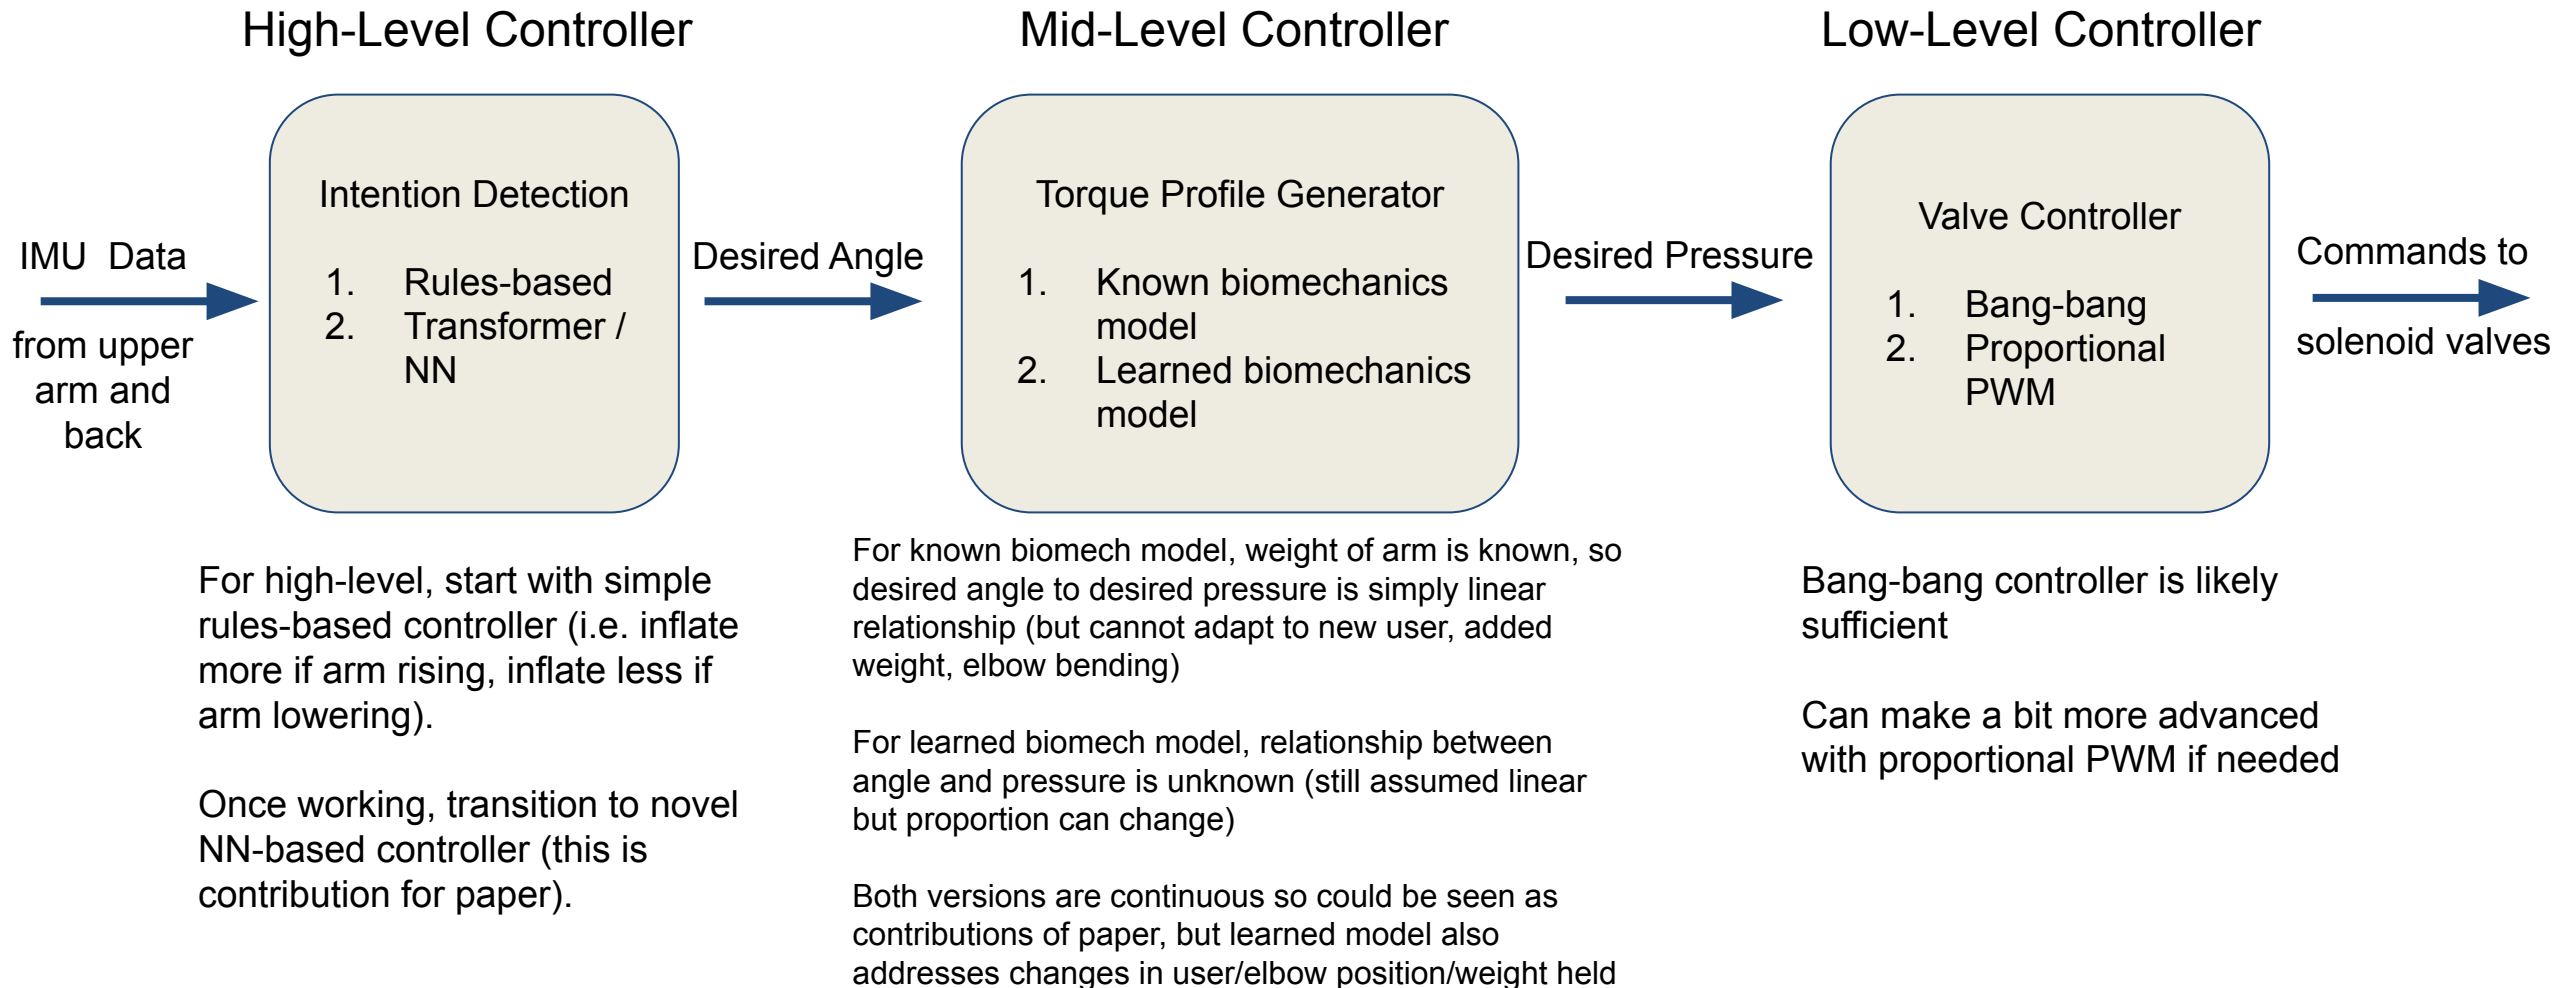 High-Level Controller
Mid-Level Controller
Low-Level Controller
IMU  Data
from upper
arm and
back
Intention Detection
1. Rules-based
2. Transformer /
NN
Desired Angle
Torque Profile Generator
1. Known biomechanics
model
2. Learned biomechanics
model
Desired Pressure
Valve Controller
1. Bang-bang
2. Proportional
PWM
Commands to
solenoid valves
For high-level, start with simple
rules-based controller (i.e. inflate
more if arm rising, inflate less if
arm lowering).
Once working, transition to novel
NN-based controller (this is
contribution for paper).
For known biomech model, weight of arm is known, so
desired angle to desired pressure is simply linear
relationship (but cannot adapt to new user, added
weight, elbow bending)
For learned biomech model, relationship between
angle and pressure is unknown (still assumed linear
but proportion can change)
Both versions are continuous so could be seen as
contributions of paper, but learned model also
addresses changes in user/elbow position/weight held
Bang-bang controller is likely
sufficient
Can make a bit more advanced
with proportional PWM if needed